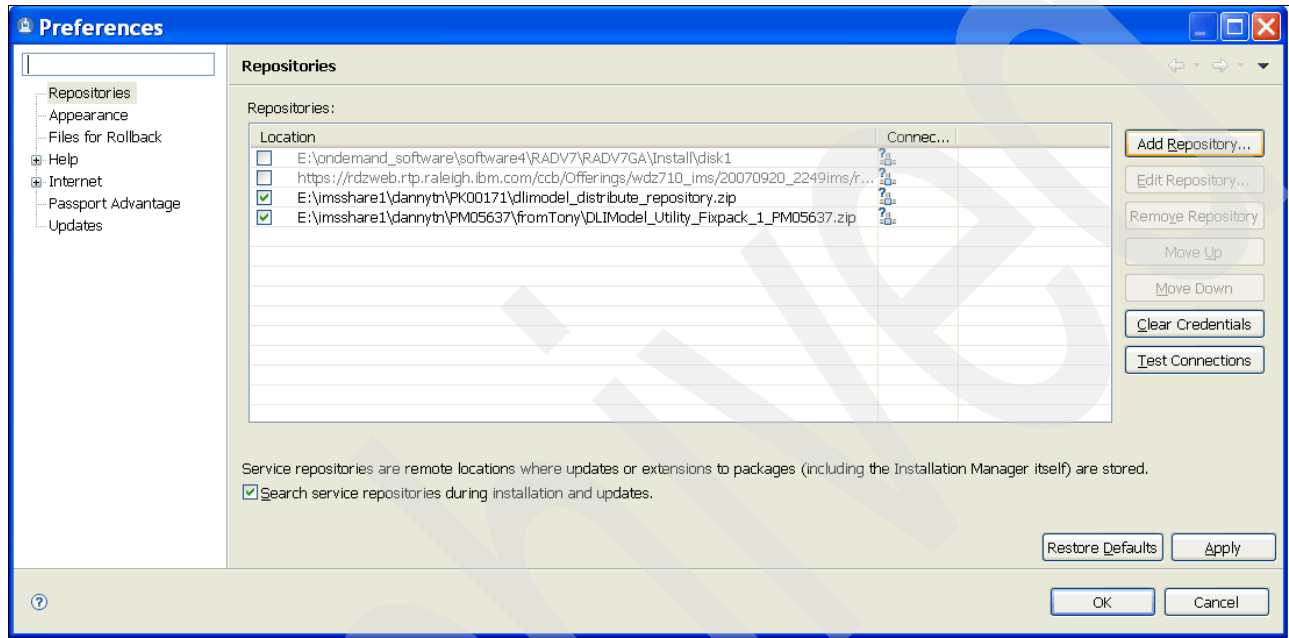 Preferences
Repositories
Repositories
Appearance
Files for Rollback
Help
Internet
Passport Advantage
Updates
Repositories:
Location Connec...
E:\ondemand_software\software4\RADV7\RADV7GA\Install\disk1
https://rdzweb.rtp.raleigh.ibm.com/ccb/Offerings/wdz710_ims/20070920_2249ims/r...
E:\imsshare1\dannytn\PK00171\dlimodel_distribute_repository.zip
E:\imsshare1\dannytn\PM05637\fromTony\DLIModel_Utility_Fixpack_1_PM05637.zip
Add Repository...
Edit Repository...
Remove Repository
Move Up
Move Down
Clear Credentials
Test Connections
Service repositories are remote locations where updates or extensions to packages (including the Installation Manager itself) are stored.
Search service repositories during installation and updates.
Restore Defaults Apply
OK Cancel